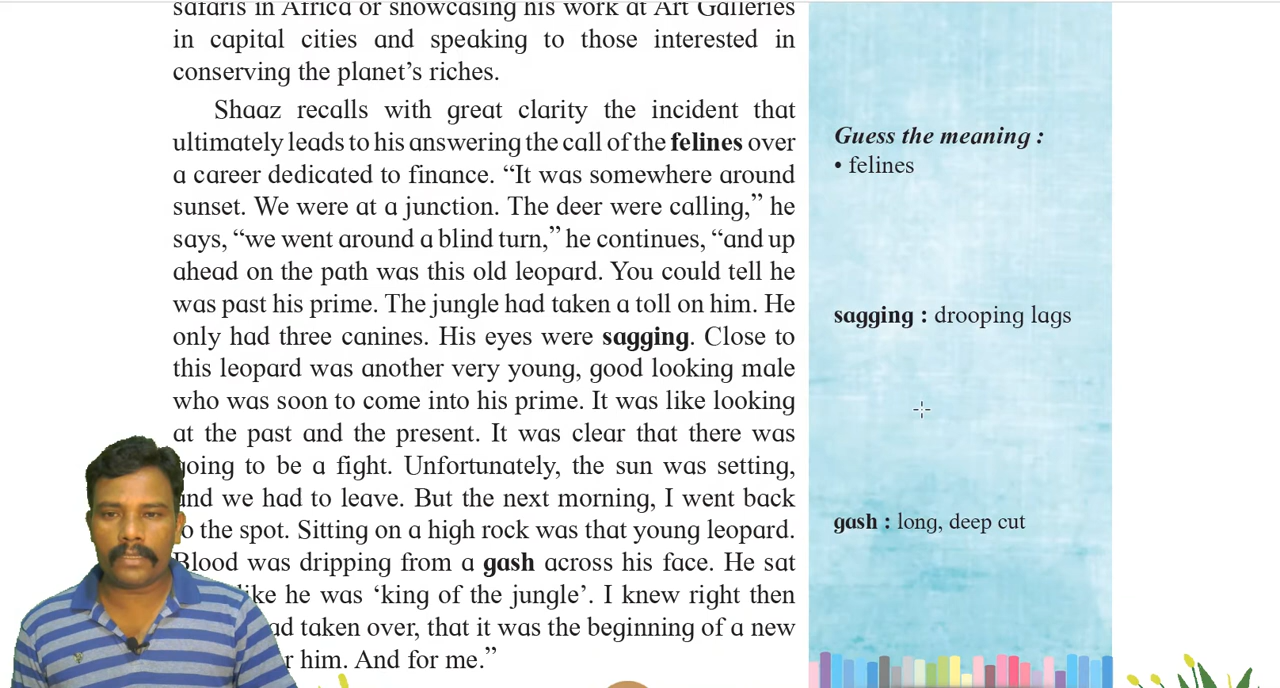 safaris in Africa or showcasing his work at Art Galleries
in capital cities and speaking to those interested in
conserving the planet’s riches.
Shaaz recalls with great clarity the incident that
ultimately leads to his answering the call of the felines over
a career dedicated to finance. “It was somewhere around
sunset. We were at a junction. The deer were calling,” he
says, “we went around a blind turn,” he continues, “and up
ahead on the path was this old leopard. You could tell he
was past his prime. The jungle had taken a toll on him. He
only had three canines. His eyes were sagging. Close to
this leopard was another very young, good looking male
who was soon to come into his prime. It was like looking
at the past and the present. It was clear that there was
going to be a fight. Unfortunately, the sun was setting,
and we had to leave. But the next morning, I went back
to the spot. Sitting on a high rock was that young leopard.
Blood was dripping from a gash across his face. He sat
like he was ‘king of the jungle’. I knew right then
had taken over, that it was the beginning of a new
him. And for me.”
Guess the meaning :
• felines
sagging : drooping lags
gash : long, deep cut